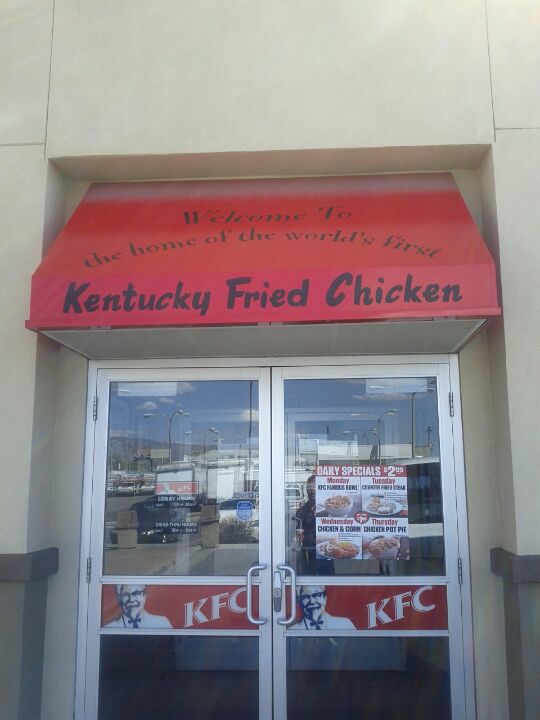 Welcome To
the home of the world's first
Kentucky Fried Chicken
DAILY SPECIALS $2.99
Monday
KFC FAMOUS BOWL
Tuesday
COUNTRY FRIED STEAK
Wednesday
CHICKEN & CORN
Thursday
CHICKEN POT PIE
KFC
LOBBY HOURS
DRIVE-THRU HOURS
KFC
KFC